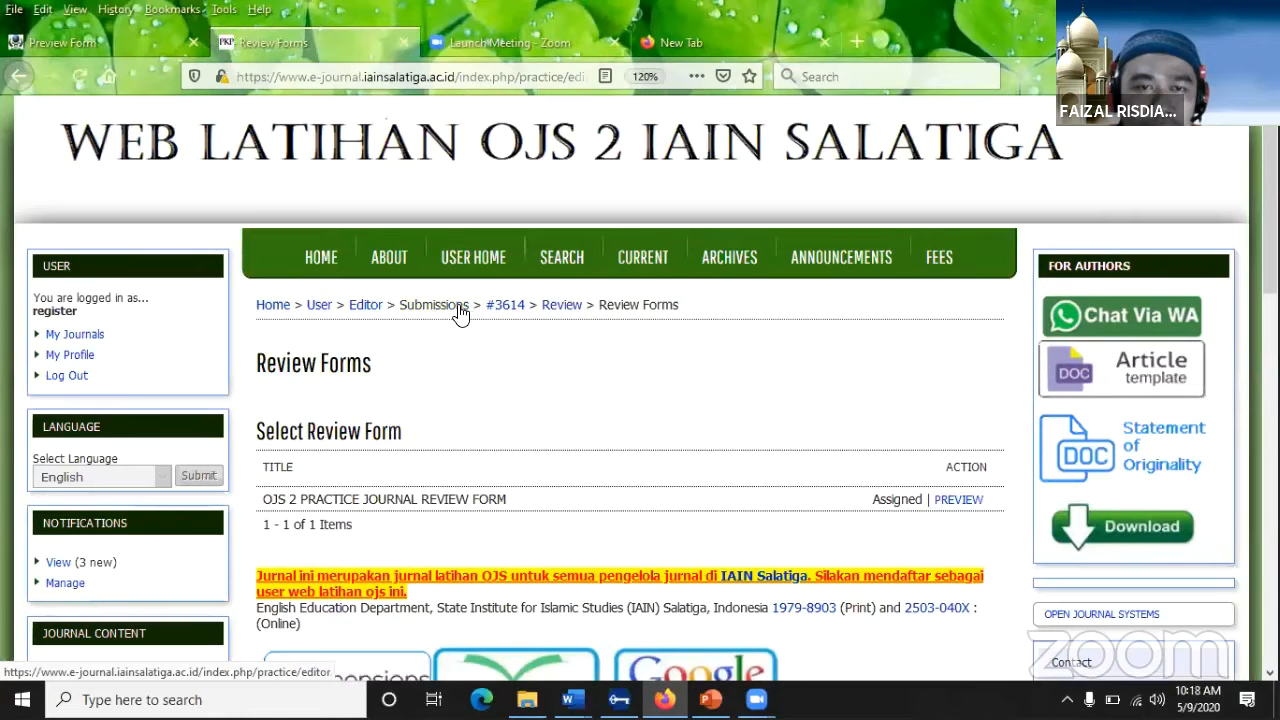 File Edit View History Bookmarks Tools Help
Preview Form
PKP Review Forms
Launch Meeting - Zoom
New Tab
https://www.e-journal.iainsalatiga.ac.id/index.php/practice/edi
120%
Search
FAIZAL RISDIA...
WEB LATIHAN OJS 2 IAIN SALATIGA
HOME ABOUT USER HOME SEARCH CURRENT ARCHIVES ANNOUNCEMENTS FEES
Home > User > Editor > Submissions > #3614 > Review > Review Forms
USER
You are logged in as...
register
My Journals
My Profile
Log Out
LANGUAGE
Select Language
English Submit
NOTIFICATIONS
View (3 new)
Manage
JOURNAL CONTENT
Review Forms
Select Review Form
TITLE ACTION
OJS 2 PRACTICE JOURNAL REVIEW FORM Assigned | PREVIEW
1 - 1 of 1 Items
Jurnal ini merupakan jurnal latihan OJS untuk semua pengelola jurnal di IAIN Salatiga. Silakan mendaftar sebagai
user web latihan ojs ini.
English Education Department, State Institute for Islamic Studies (IAIN) Salatiga, Indonesia 1979-8903 (Print) and 2503-040X :
(Online)
Google
FOR AUTHORS
Chat Via WA
DOC Article
template
DOC Statement
of
Originality
Download
OPEN JOURNAL SYSTEMS
Contact
zoom
https://www.e-journal.iainsalatiga.ac.id/index.php/practice/editor
Type here to search
10:18 AM
5/9/2020